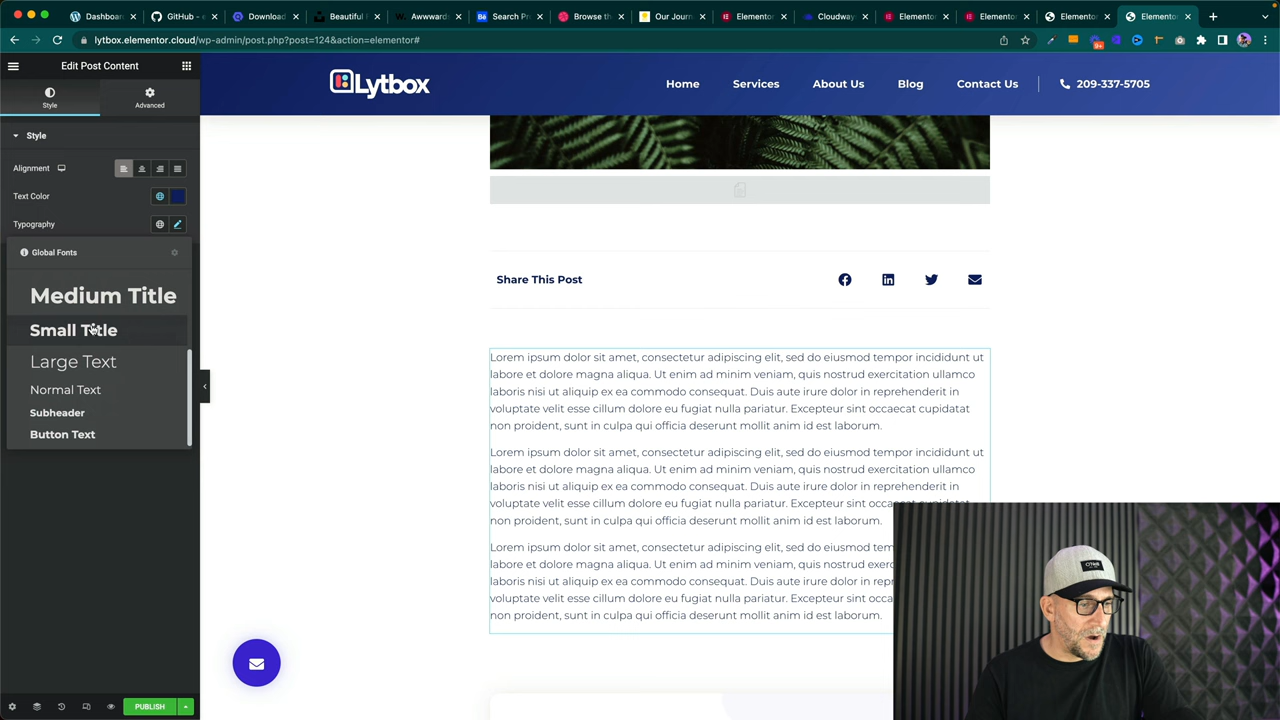 Dashboan
GitHub - e
Download
Beautiful
Awwward
Search Pr
Browse th
Our Journ
Elemento
Cloudway
Elemento
Elemento
Elemento
Elemento
lytbox.elementor.cloud/wp-admin/post.php?post=124&action=elementor#
9+
Edit Post Content
Style
Advanced
Lytbox
Home
Services
About Us
Blog
Contact Us
209-337-5705
Style
Alignment
Text Color
Typography
Global Fonts
Medium Title
Small Title
Large Text
Normal Text
Subheader
Button Text
Share This Post
Lorem ipsum dolor sit amet, consectetur adipiscing elit, sed do eiusmod tempor incididunt ut
labore et dolore magna aliqua. Ut enim ad minim veniam, quis nostrud exercitation ullamco
laboris nisi ut aliquip ex ea commodo consequat. Duis aute irure dolor in reprehenderit in
voluptate velit esse cillum dolore eu fugiat nulla pariatur. Excepteur sint occaecat cupidatat
non proident, sunt in culpa qui officia deserunt mollit anim id est laborum.
Lorem ipsum dolor sit amet, consectetur adipiscing elit, sed do eiusmod tempor incididunt ut
labore et dolore magna aliqua. Ut enim ad minim veniam, quis nostrud exercitation ullamco
laboris nisi ut aliquip ex ea commodo consequat. Duis aute irure dolor in reprehenderit in
voluptate velit esse cillum dolore eu fugiat nulla pariatur. Excepteur sint occaecat cupidatat
non proident, sunt in culpa qui officia deserunt mollit anim id est laborum.
Lorem ipsum dolor sit amet, consectetur adipiscing elit, sed do eiusmod tem
labore et dolore magna aliqua. Ut enim ad minim veniam, quis nostrud exer
laboris nisi ut aliquip ex ea commodo consequat. Duis aute irure dolor in rep
voluptate velit esse cillum dolore eu fugiat nulla pariatur. Excepteur sint occ
non proident, sunt in culpa qui officia deserunt mollit anim id est laborum.
PUBLISH